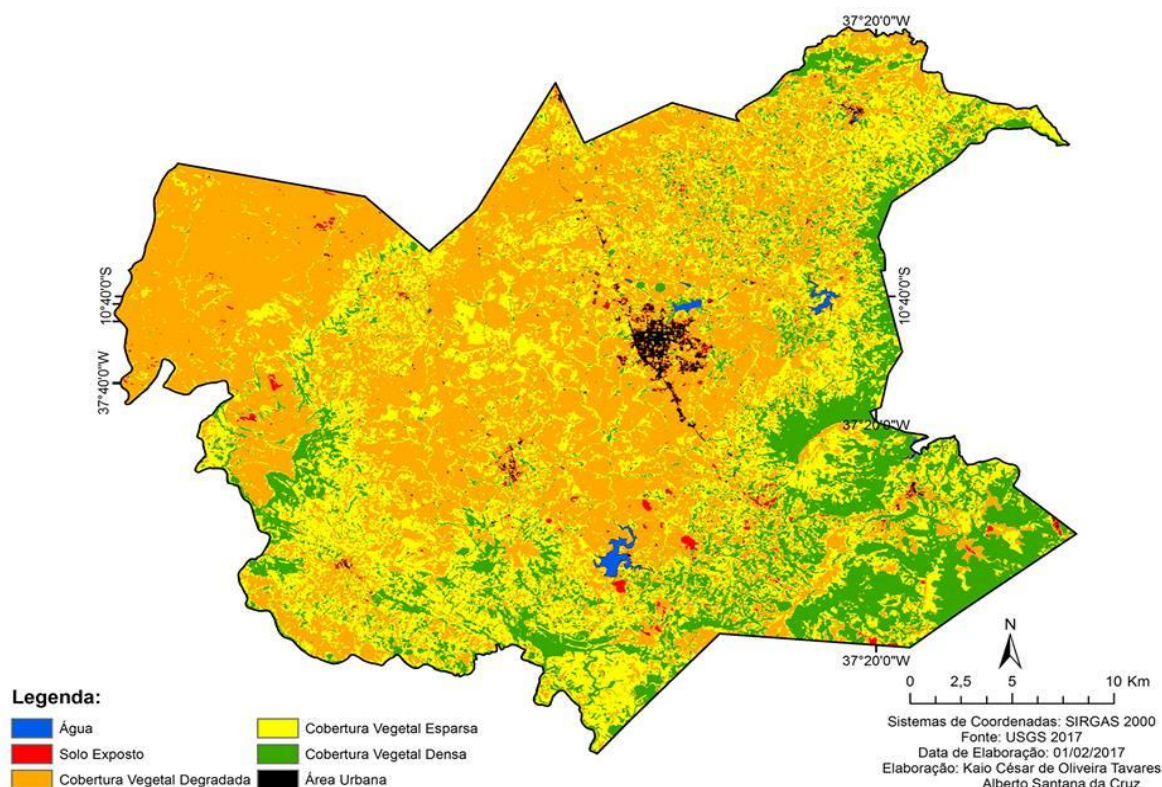 37°20'0"W
10°40'0"S
10°40'0"S
37°40'0"W
37°20'0"W
37°20'0"W
N
0 2,5 5 10 Km
Legenda:
Água
Solo Exposto
Cobertura Vegetal Degradada
Cobertura Vegetal Esparsa
Cobertura Vegetal Densa
Área Urbana
Sistemas de Coordenadas: SIRGAS 2000
Fonte: USGS 2017
Data de Elaboração: 01/02/2017
Elaboração: Kaio César de Oliveira Tavares
Alberto Santana da Cruz